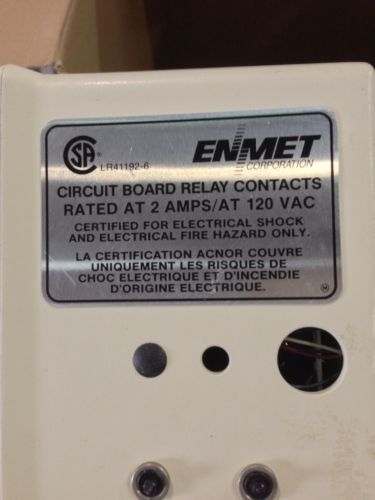 SA ® LR41192-6
ENMET
CORPORATION
CIRCUIT BOARD RELAY CONTACTS
RATED AT 2 AMPS/AT 120 VAC
CERTIFIED FOR ELECTRICAL SHOCK
AND ELECTRICAL FIRE HAZARD ONLY.
LA CERTIFICATION ACNOR COUVRE
UNIQUEMENT LES RISQUES DE
CHOC ELECTRIQUE ET D'INCENDIE
D'ORIGINE ELECTRIQUE.